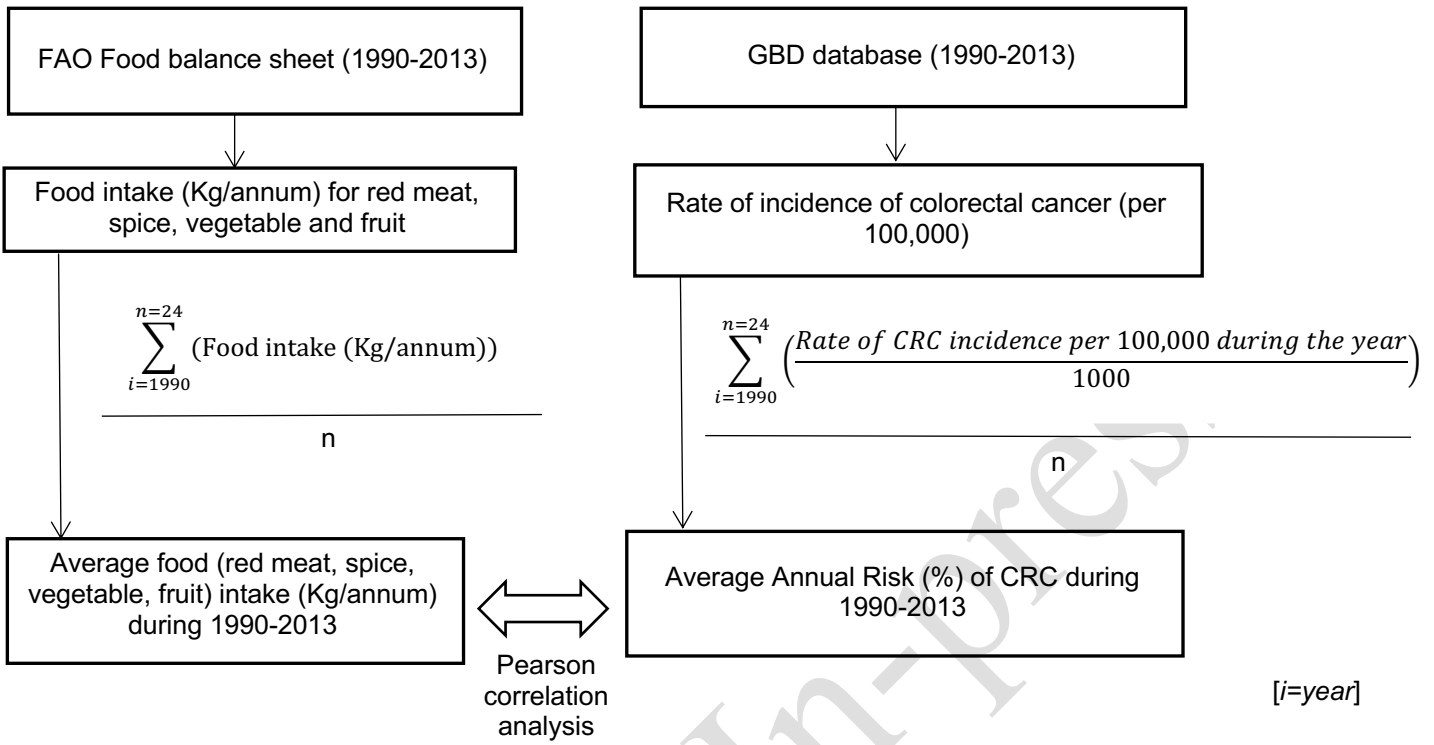 FAO Food balance sheet (1990-2013)
GBD database (1990-2013)
Food intake (Kg/annum) for red meat,
spice, vegetable and fruit
Rate of incidence of colorectal cancer (per
100,000)
n=24
∑ (Food intake (Kg/annum))
i=1990
n
n=24
∑ (Rate of CRC incidence per 100,000 during the year
1000)
i=1990
n
Average food (red meat, spice,
vegetable, fruit) intake (Kg/annum)
during 1990-2013
Pearson
correlation
analysis
Average Annual Risk (%) of CRC during
1990-2013
[i=year]
In-pres